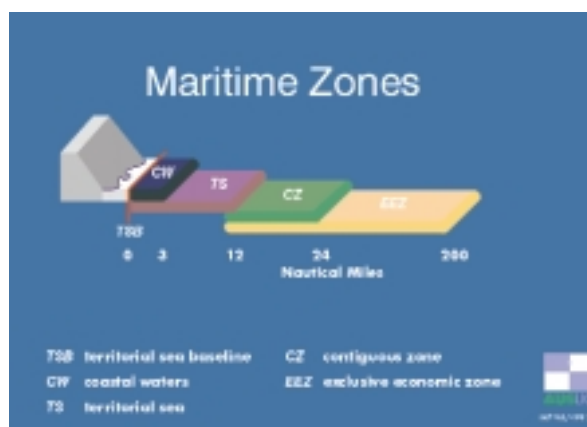 Maritime Zones
CW
TS
CZ
EEZ
TSB
0 3 12 24 200
Nautical Miles
TSB territorial sea baseline
CW coastal waters
TS territorial sea
CZ contiguous zone
EEZ exclusive economic zone